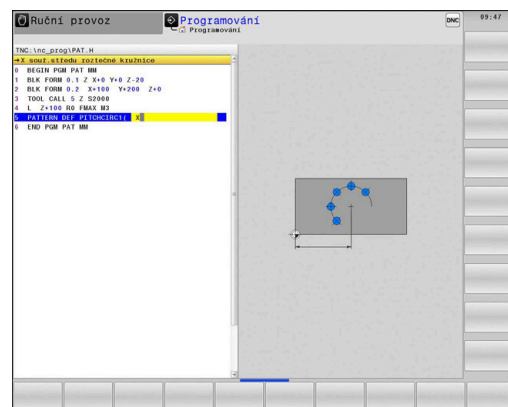 Ruční provoz
Programování
Programování
DNC
09:47
TNC:\nc_prog\PAT.H
→X souř.středu roztečné kružnice
0 BEGIN PGM PAT MM
1 BLK FORM 0.1 Z X+0 Y+0 Z-20
2 BLK FORM 0.2 X+100 Y+200 Z+0
3 TOOL CALL 5 Z S2000
4 L Z+100 R0 FMAX M3
5 PATTERN DEF PITCHCIRC1( X
6 END PGM PAT MM